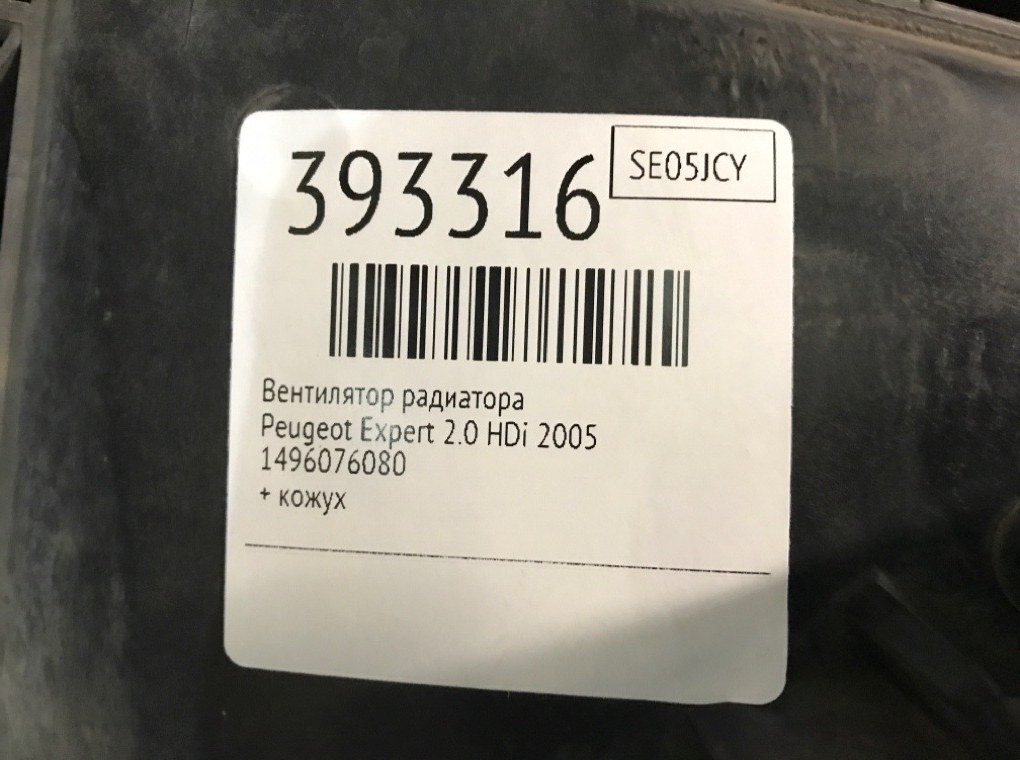 393316
SE05JCY
Вентилятор радиатора
Peugeot Expert 2.0 HDi 2005
1496076080
+ кожух